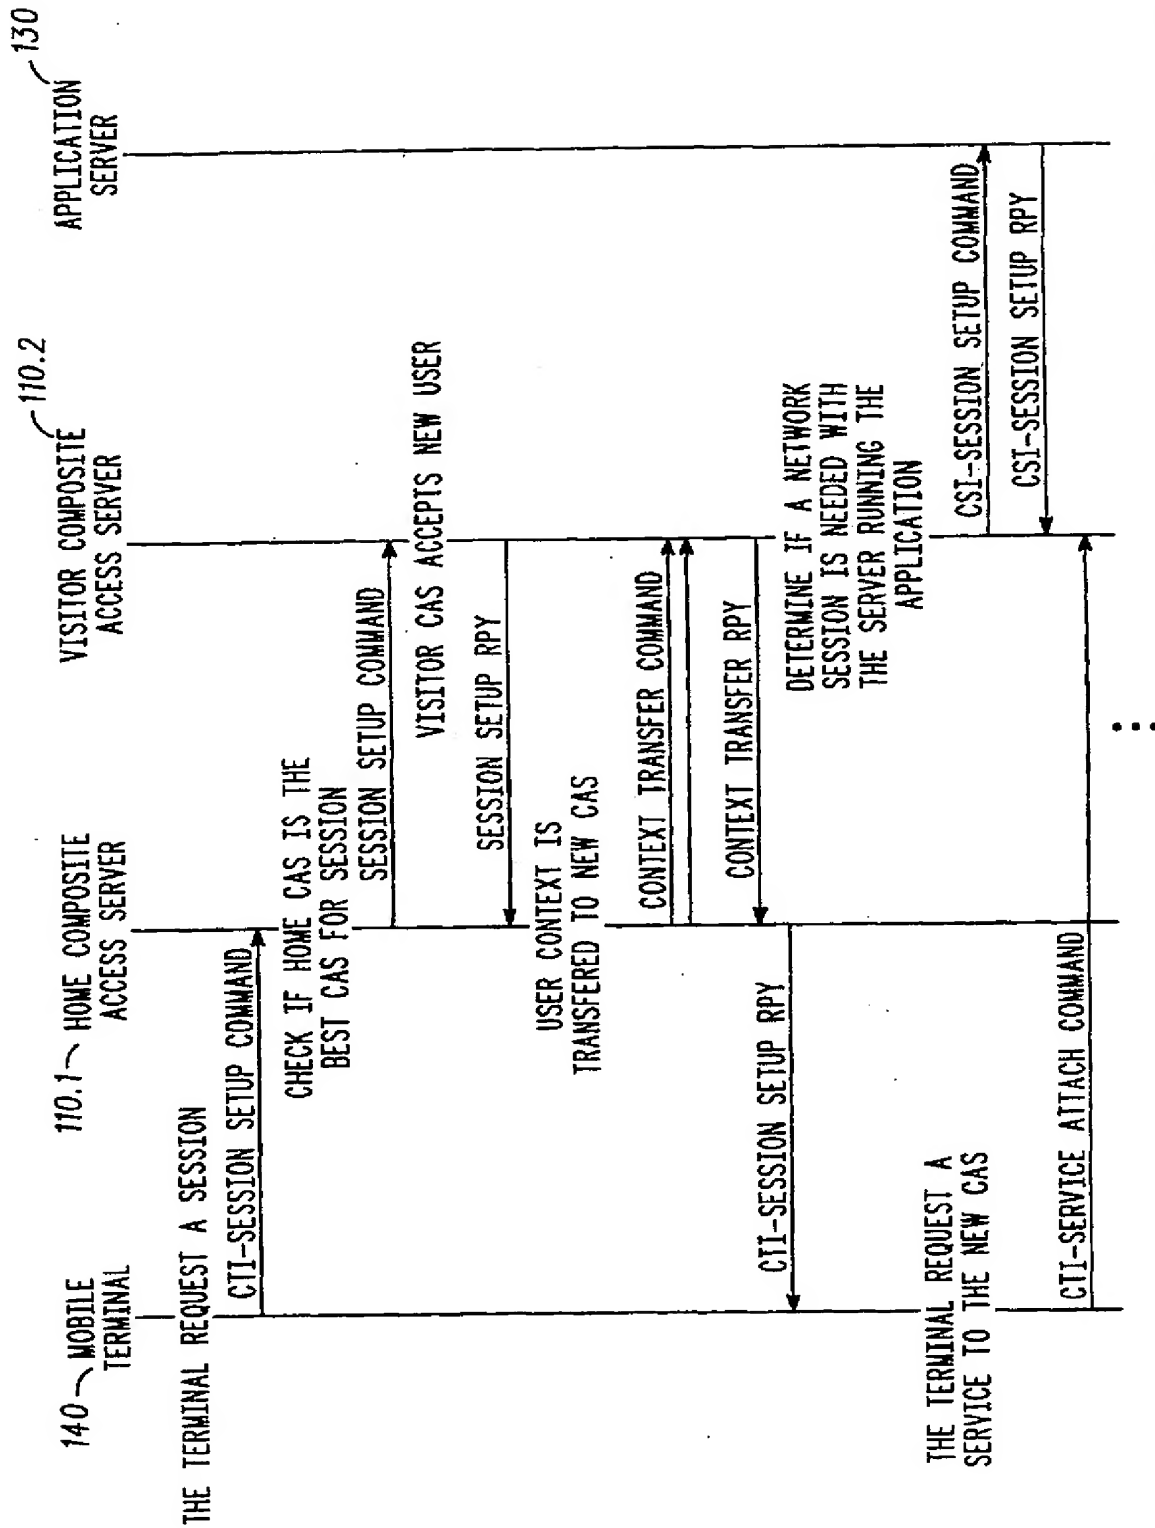 140
MOBILE
TERMINAL
110.1
HOME COMPOSITE
ACCESS SERVER
VISITOR COMPOSITE
ACCESS SERVER
110.2
APPLICATION
SERVER
130
THE TERMINAL REQUEST A SESSION
CTI-SESSION SETUP COMMAND
CHECK IF HOME CAS IS THE
BEST CAS FOR SESSION
SESSION SETUP COMMAND
VISITOR CAS ACCEPTS NEW USER
SESSION SETUP RPY
USER CONTEXT IS
TRANSFERED TO NEW CAS
CONTEXT TRANSFER COMMAND
CONTEXT TRANSFER RPY
CTI-SESSION SETUP RPY
DETERMINE IF A NETWORK
SESSION IS NEEDED WITH
THE SERVER RUNNING THE
APPLICATION
CSI-SESSION SETUP COMMAND
CSI-SESSION SETUP RPY
THE TERMINAL REQUEST A
SERVICE TO THE NEW CAS
CTI-SERVICE ATTACH COMMAND
...